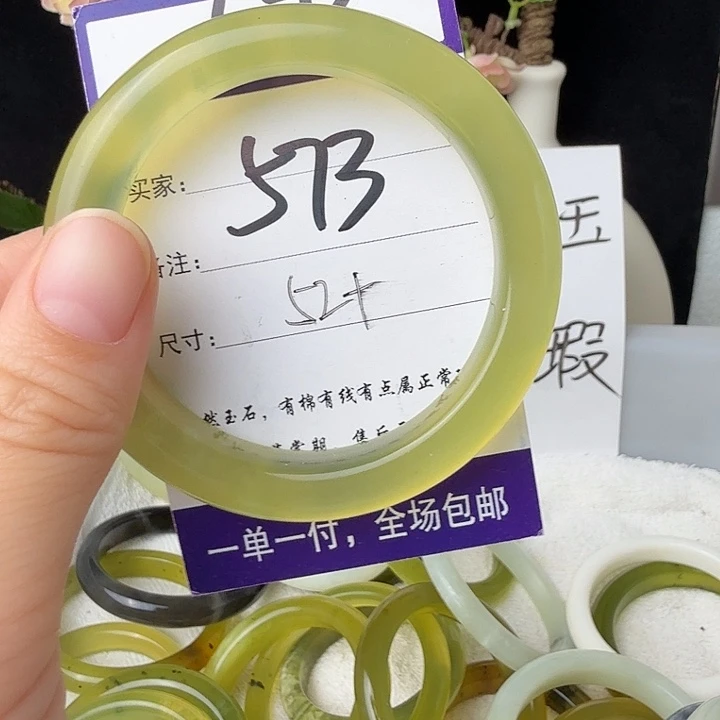 买家：573
备注：
尺寸：52+
然玉石，有棉有线有点属正常
一单一付，全场包邮
玉
瑕